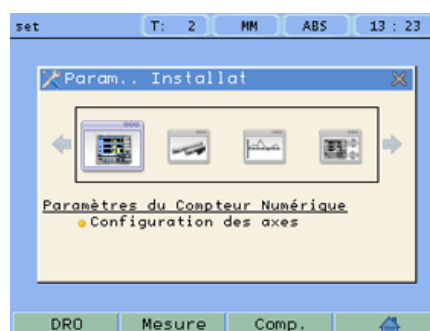 set T: 2 MM ABS 13 : 23
Param.. Installat
Paramètres du Compteur Numérique
Configuration des axes
DRO Mesure Comp.